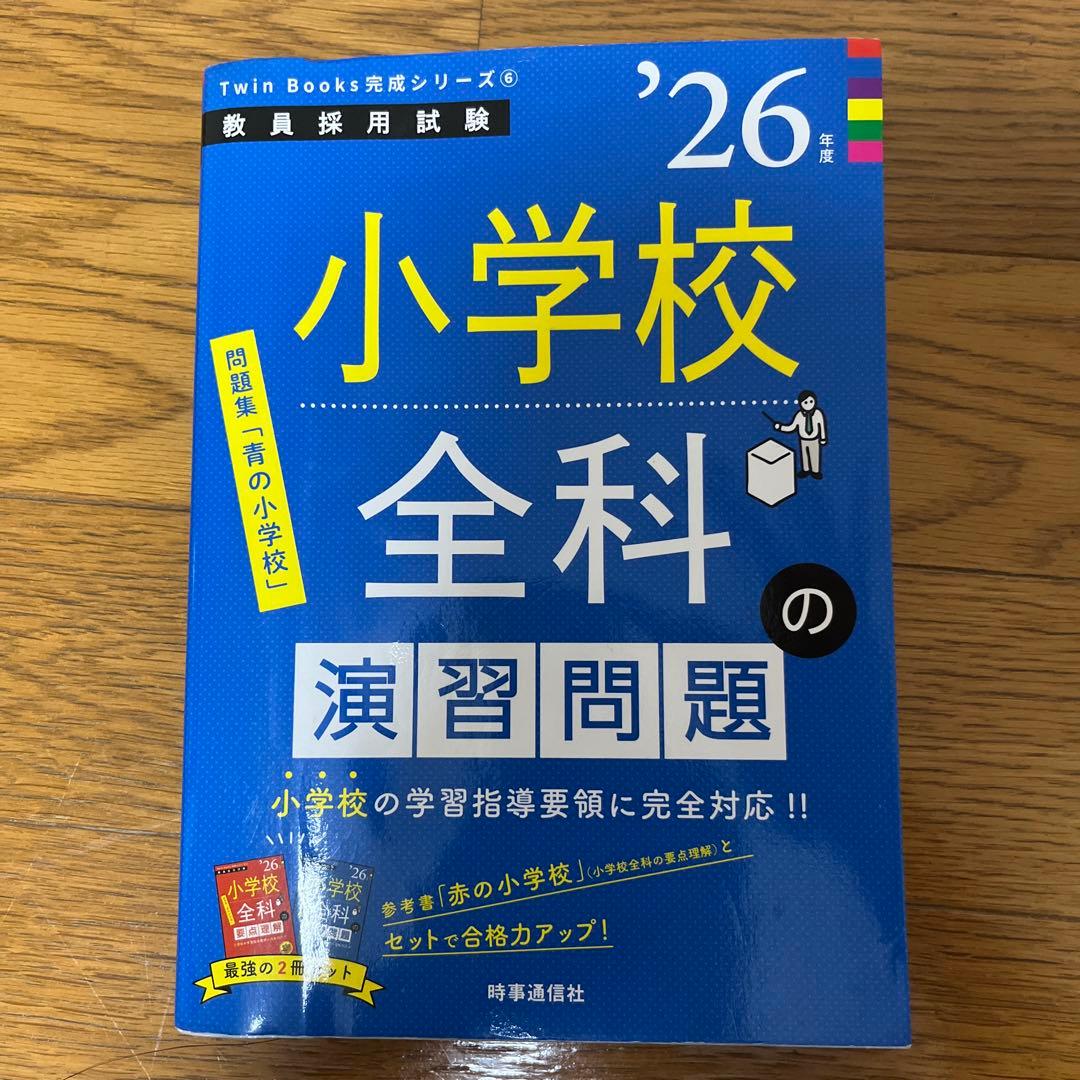 Twin Books完成シリーズ⑥
教員採用試験
’26年度
小学校
問題集「青の小学校」
全科の
演習問題
小学校の学習指導要領に完全対応!!
’26
小学校
全科の
要点理解
’26
小学校
全科の
参考書「赤の小学校」(小学校全科の要点理解)と
セットで合格力アップ!
最強の2冊セット
時事通信社